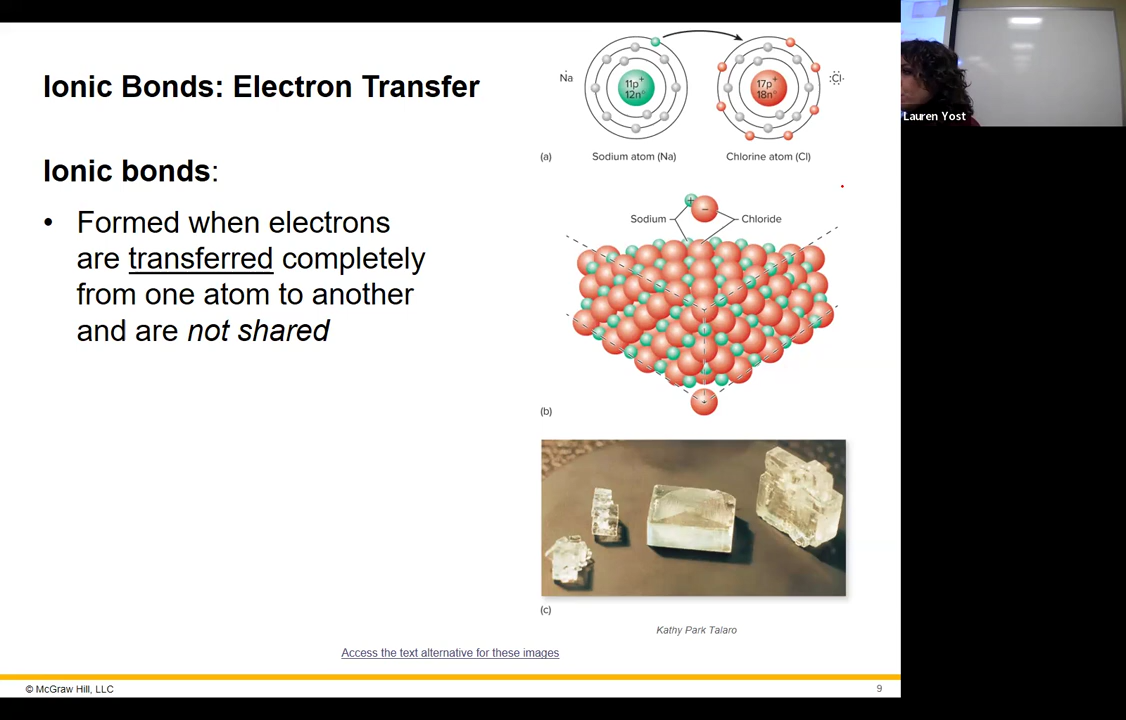 Ionic Bonds: Electron Transfer
Ionic bonds:
• Formed when electrons
are transferred completely
from one atom to another
and are not shared
Na
11p+
12n°
17p+
18n°
:Cl·
(a)
Sodium atom (Na)
Chlorine atom (Cl)
+
−
Sodium
Chloride
(b)
(c)
Kathy Park Talaro
Access the text alternative for these images
© McGraw Hill, LLC
9
Lauren Yost